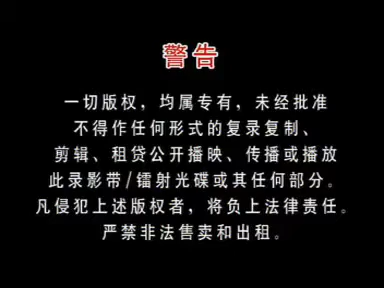 警告
一切版权，均属专有，未经批准
不得作任何形式的复录复制、
剪辑、租贷公开播映、传播或播放
此录影带/镭射光碟或其任何部分。
凡侵犯上述版权者，将负上法律责任。
严禁非法售卖和出租。